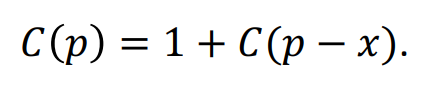 C(p) = 1 + C(p − x).